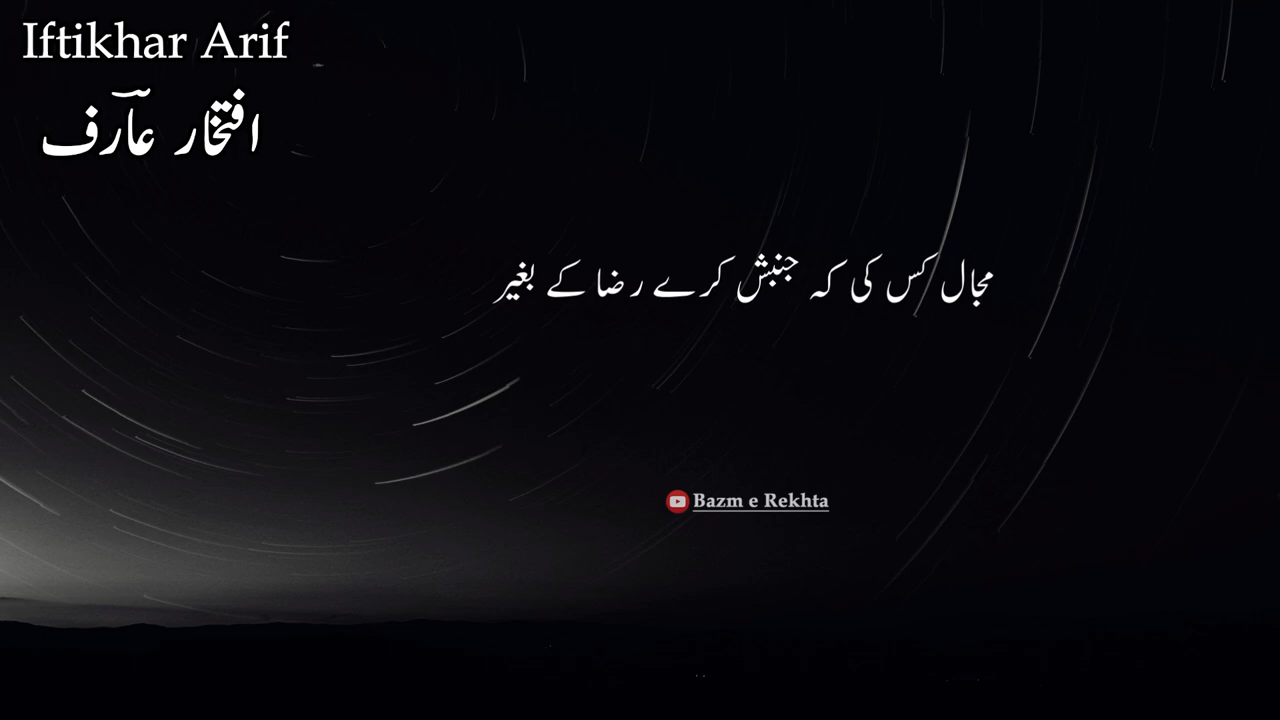 Iftikhar Arif
افتخار عارف
مجال کس کی کہ جنبش کرے رضا کے بغیر
Bazm e Rekhta